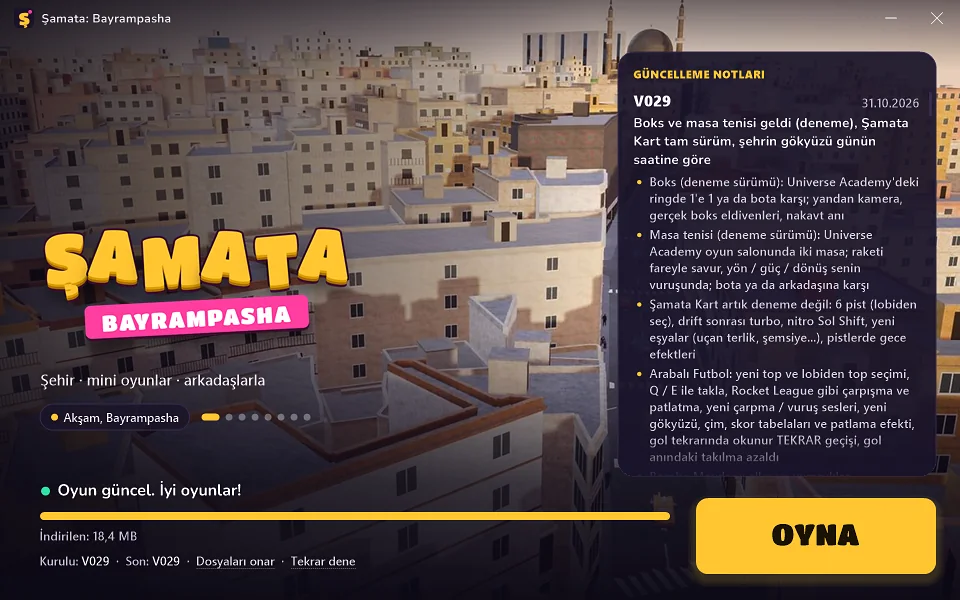 Şamata: Bayrampasha
GÜNCELLEME NOTLARI
V029 31.10.2026
Boks ve masa tenisi geldi (deneme), Şamata
Kart tam sürüm, şehrin gökyüzü günün
saatine göre
• Boks (deneme sürümü): Universe Academy'deki
ringde 1'e 1 ya da bota karşı; yandan kamera,
gerçek boks eldivenleri, nakavt anı
• Masa tenisi (deneme sürümü): Universe
Academy oyun salonunda iki masa; raketi
fareyle savur, yön / güç / dönüş senin
vuruşunda; bota ya da arkadaşına karşı
• Şamata Kart artık deneme değil: 6 pist (lobiden
seç), drift sonrası turbo, nitro Sol Shift, yeni
eşyalar (uçan terlik, şemsiye...), pistlerde gece
efektleri
• Arabalı Futbol: yeni top ve lobiden top seçimi,
Q / E ile takla, Rocket League gibi çarpışma ve
patlatma, yeni çarpma / vuruş sesleri, yeni
gökyüzü, çim, skor tabelaları ve patlama efekti,
gol tekrarında okunur TEKRAR geçişi, gol
anındaki takılma azaldı
ŞAMATA
BAYRAMPASHA
Şehir · mini oyunlar · arkadaşlarla
Akşam, Bayrampasha
Oyun güncel. İyi oyunlar!
İndirilen: 18,4 MB
Kurulu: V029 · Son: V029 · Dosyaları onar · Tekrar dene
OYNA